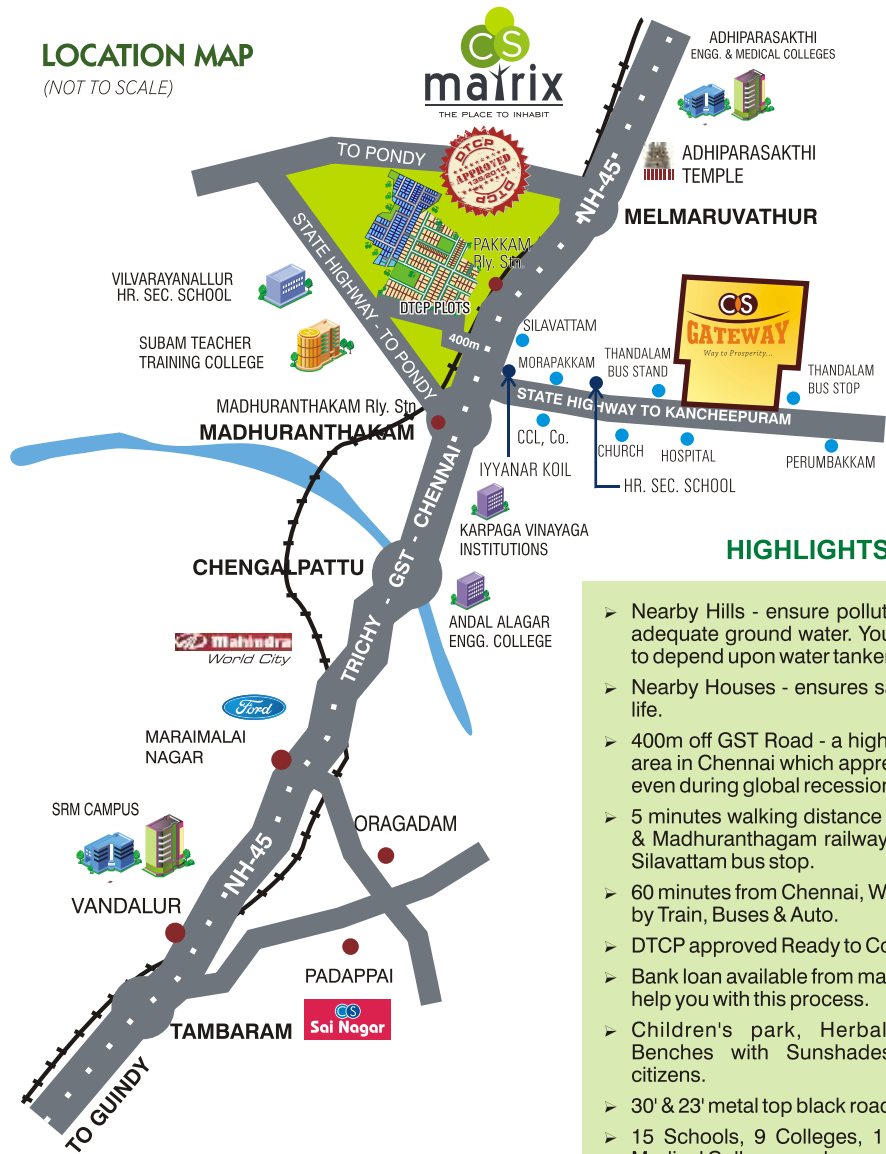 LOCATION MAP
(NOT TO SCALE)
CS
matrix
THE PLACE TO INHABIT
ADHIPARASAKTHI
ENGG. & MEDICAL COLLEGES
ADHIPARASAKTHI
TEMPLE
TO PONDY
DTCP
APPROVED
DTCP
NH-45
MELMARUVATHUR
STATE HIGHWAY - TO PONDY
PAKKAM
Rly. Stn.
DTCP PLOTS
400m
VILVARAYANALLUR
HR. SEC. SCHOOL
SUBAM TEACHER
TRAINING COLLEGE
CS
GATEWAY
Way to Prosperity...
SILAVATTAM
MORAPAKKAM
THANDALAM
BUS STAND
THANDALAM
BUS STOP
STATE HIGHWAY TO KANCHEEPURAM
MADHURANTHAKAM Rly. Stn
MADHURANTHAKAM
CCL, Co.
CHURCH
HOSPITAL
PERUMBAKKAM
IYYANAR KOIL
HR. SEC. SCHOOL
KARPAGA VINAYAGA
INSTITUTIONS
CHENGALPATTU
TRICHY - GST - CHENNAI
ANDAL ALAGAR
ENGG. COLLEGE
Mahindra
World City
Ford
MARAIMALAI
NAGAR
SRM CAMPUS
ORAGADAM
NH-45
VANDALUR
PADAPPAI
CS
Sai Nagar
TAMBARAM
TO GUINDY
HIGHLIGHTS
➢ Nearby Hills - ensure pollut
adequate ground water. You
to depend upon water tanke
➢ Nearby Houses - ensures s
life.
➢ 400m off GST Road - a high
area in Chennai which appre
even during global recession
➢ 5 minutes walking distance
& Madhuranthagam railway
Silavattam bus stop.
➢ 60 minutes from Chennai, W
by Train, Buses & Auto.
➢ DTCP approved Ready to Co
➢ Bank loan available from ma
help you with this process.
➢ Children's park, Herbal
Benches with Sunshades
citizens.
➢ 30' & 23' metal top black road
➢ 15 Schools, 9 Colleges, 1